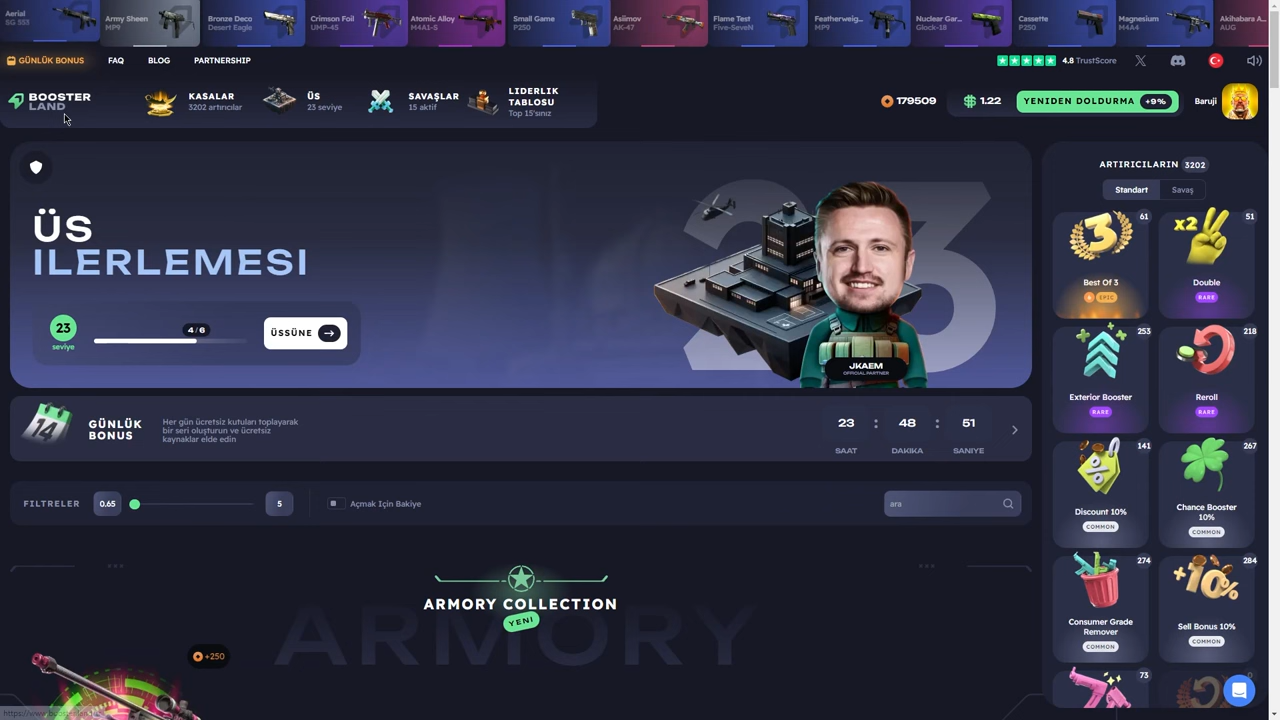 Aerial
SG 553
Army Sheen
MP9
Bronze Deco
Desert Eagle
Crimson Foil
UMP-45
Atomic Alloy
M4A1-S
Small Game
P250
Asiimov
AK-47
Flame Test
Five-SeveN
Featherweig...
MP9
Nuclear Gar...
Glock-18
Cassette
P250
Magnesium
M4A4
Akihabara A...
AUG
GÜNLÜK BONUS
FAQ
BLOG
PARTNERSHIP
4.8 TrustScore
BOOSTER
LAND
KASALAR
3202 artırıcılar
ÜS
23 seviye
SAVAŞLAR
15 aktif
LIDERLIK
TABLOSU
Top 15'sınız
179509
1.22
YENIDEN DOLDURMA +9%
Baruji
ÜS
ILERLEMESI
23
seviye
4/6
ÜSSÜNE
23
JKAEM
OFFICIAL PARTNER
14
GÜNLÜK
BONUS
Her gün ücretsiz kutuları toplayarak
bir seri oluşturun ve ücretsiz
kaynaklar elde edin
23 : 48 : 51
SAAT DAKIKA SANIYE
FILTRELER 0.65 5
Açmak Için Bakiye
ara
ARMORY COLLECTION
YENI
ARMORY
+250
ARTIRICILARIN 3202
Standart Savaş
61
3
Best Of 3
EPIC
51
x2
Double
RARE
253
Exterior Booster
RARE
218
Reroll
RARE
141
%
Discount 10%
COMMON
267
Chance Booster
10%
COMMON
274
Consumer Grade
Remover
COMMON
284
+10%
Sell Bonus 10%
COMMON
73